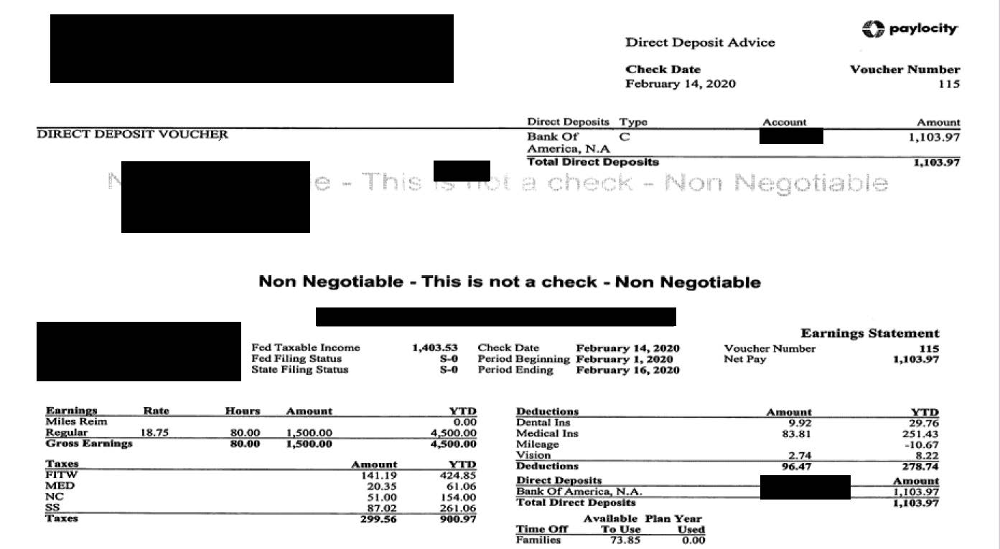 paylocity
Direct Deposit Advice
Check Date Voucher Number
February 14, 2020 115
Direct Deposits Type Account Amount
DIRECT DEPOSIT VOUCHER
Bank Of C 1,103.97
America, N.A
Total Direct Deposits 1,103.97
N e - This is not a check - Non Negotiable
Non Negotiable - This is not a check - Non Negotiable
Earnings Statement
Fed Taxable Income 1,403.53 Check Date February 14, 2020 Voucher Number 115
Fed Filing Status S-0 Period Beginning February 1, 2020 Net Pay 1,103.97
State Filing Status S-0 Period Ending February 16, 2020
Earnings Rate Hours Amount YTD
Miles Reim 0.00
Regular 18.75 80.00 1,500.00 4,500.00
Gross Earnings 80.00 1,500.00 4,500.00
Taxes Amount YTD
FITW 141.19 424.85
MED 20.35 61.06
NC 51.00 154.00
SS 87.02 261.06
Taxes 299.56 900.97
Deductions Amount YTD
Dental Ins 9.92 29.76
Medical Ins 83.81 251.43
Mileage -10.67
Vision 2.74 8.22
Deductions 96.47 278.74
Direct Deposits Amount
Bank Of America, N.A. 1,103.97
Total Direct Deposits 1,103.97
Available Plan Year
Time Off To Use Used
Families 73.85 0.00